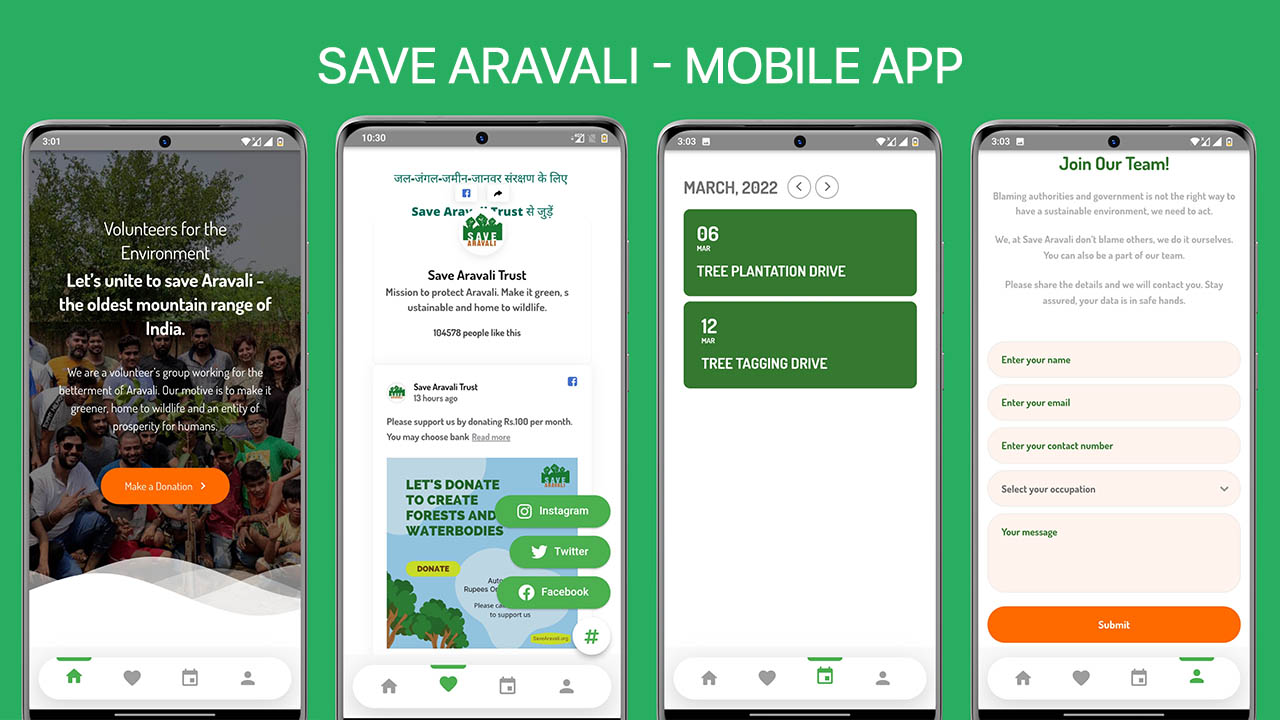 SAVE ARAVALI - MOBILE APP
3:01
Volunteers for the
Environment
Let's unite to save Aravali -
the oldest mountain range of
India.
We are a volunteer's group working for the
betterment of Aravali. Our motive is to make it
greener, home to wildlife and an entity of
prosperity for humans.
Make a Donation
10:30
जल-जंगल-जमीन-जानवर संरक्षण के लिए
Save Aravali Trust से जुड़ें
SAVE
ARAVALI
Save Aravali Trust
Mission to protect Aravali. Make it green, s
ustainable and home to wildlife.
104578 people like this
Save Aravali Trust
13 hours ago
Please support us by donating Rs.100 per month.
You may choose bank Read more
SAVE
ARAVALI
LET'S DONATE
TO CREATE
FORESTS AND
WATERBODIES
DONATE
Auto
Rupees On
Please ca
to support us
SaveAravali.org
Instagram
Twitter
Facebook
#
3:03
MARCH, 2022
06
MAR
TREE PLANTATION DRIVE
12
MAR
TREE TAGGING DRIVE
3:03
Join Our Team!
Blaming authorities and government is not the right way to
have a sustainable environment, we need to act.
We, at Save Aravali don't blame others, we do it ourselves.
You can also be a part of our team.
Please share the details and we will contact you. Stay
assured, your data is in safe hands.
Enter your name
Enter your email
Enter your contact number
Select your occupation
Your message
Submit